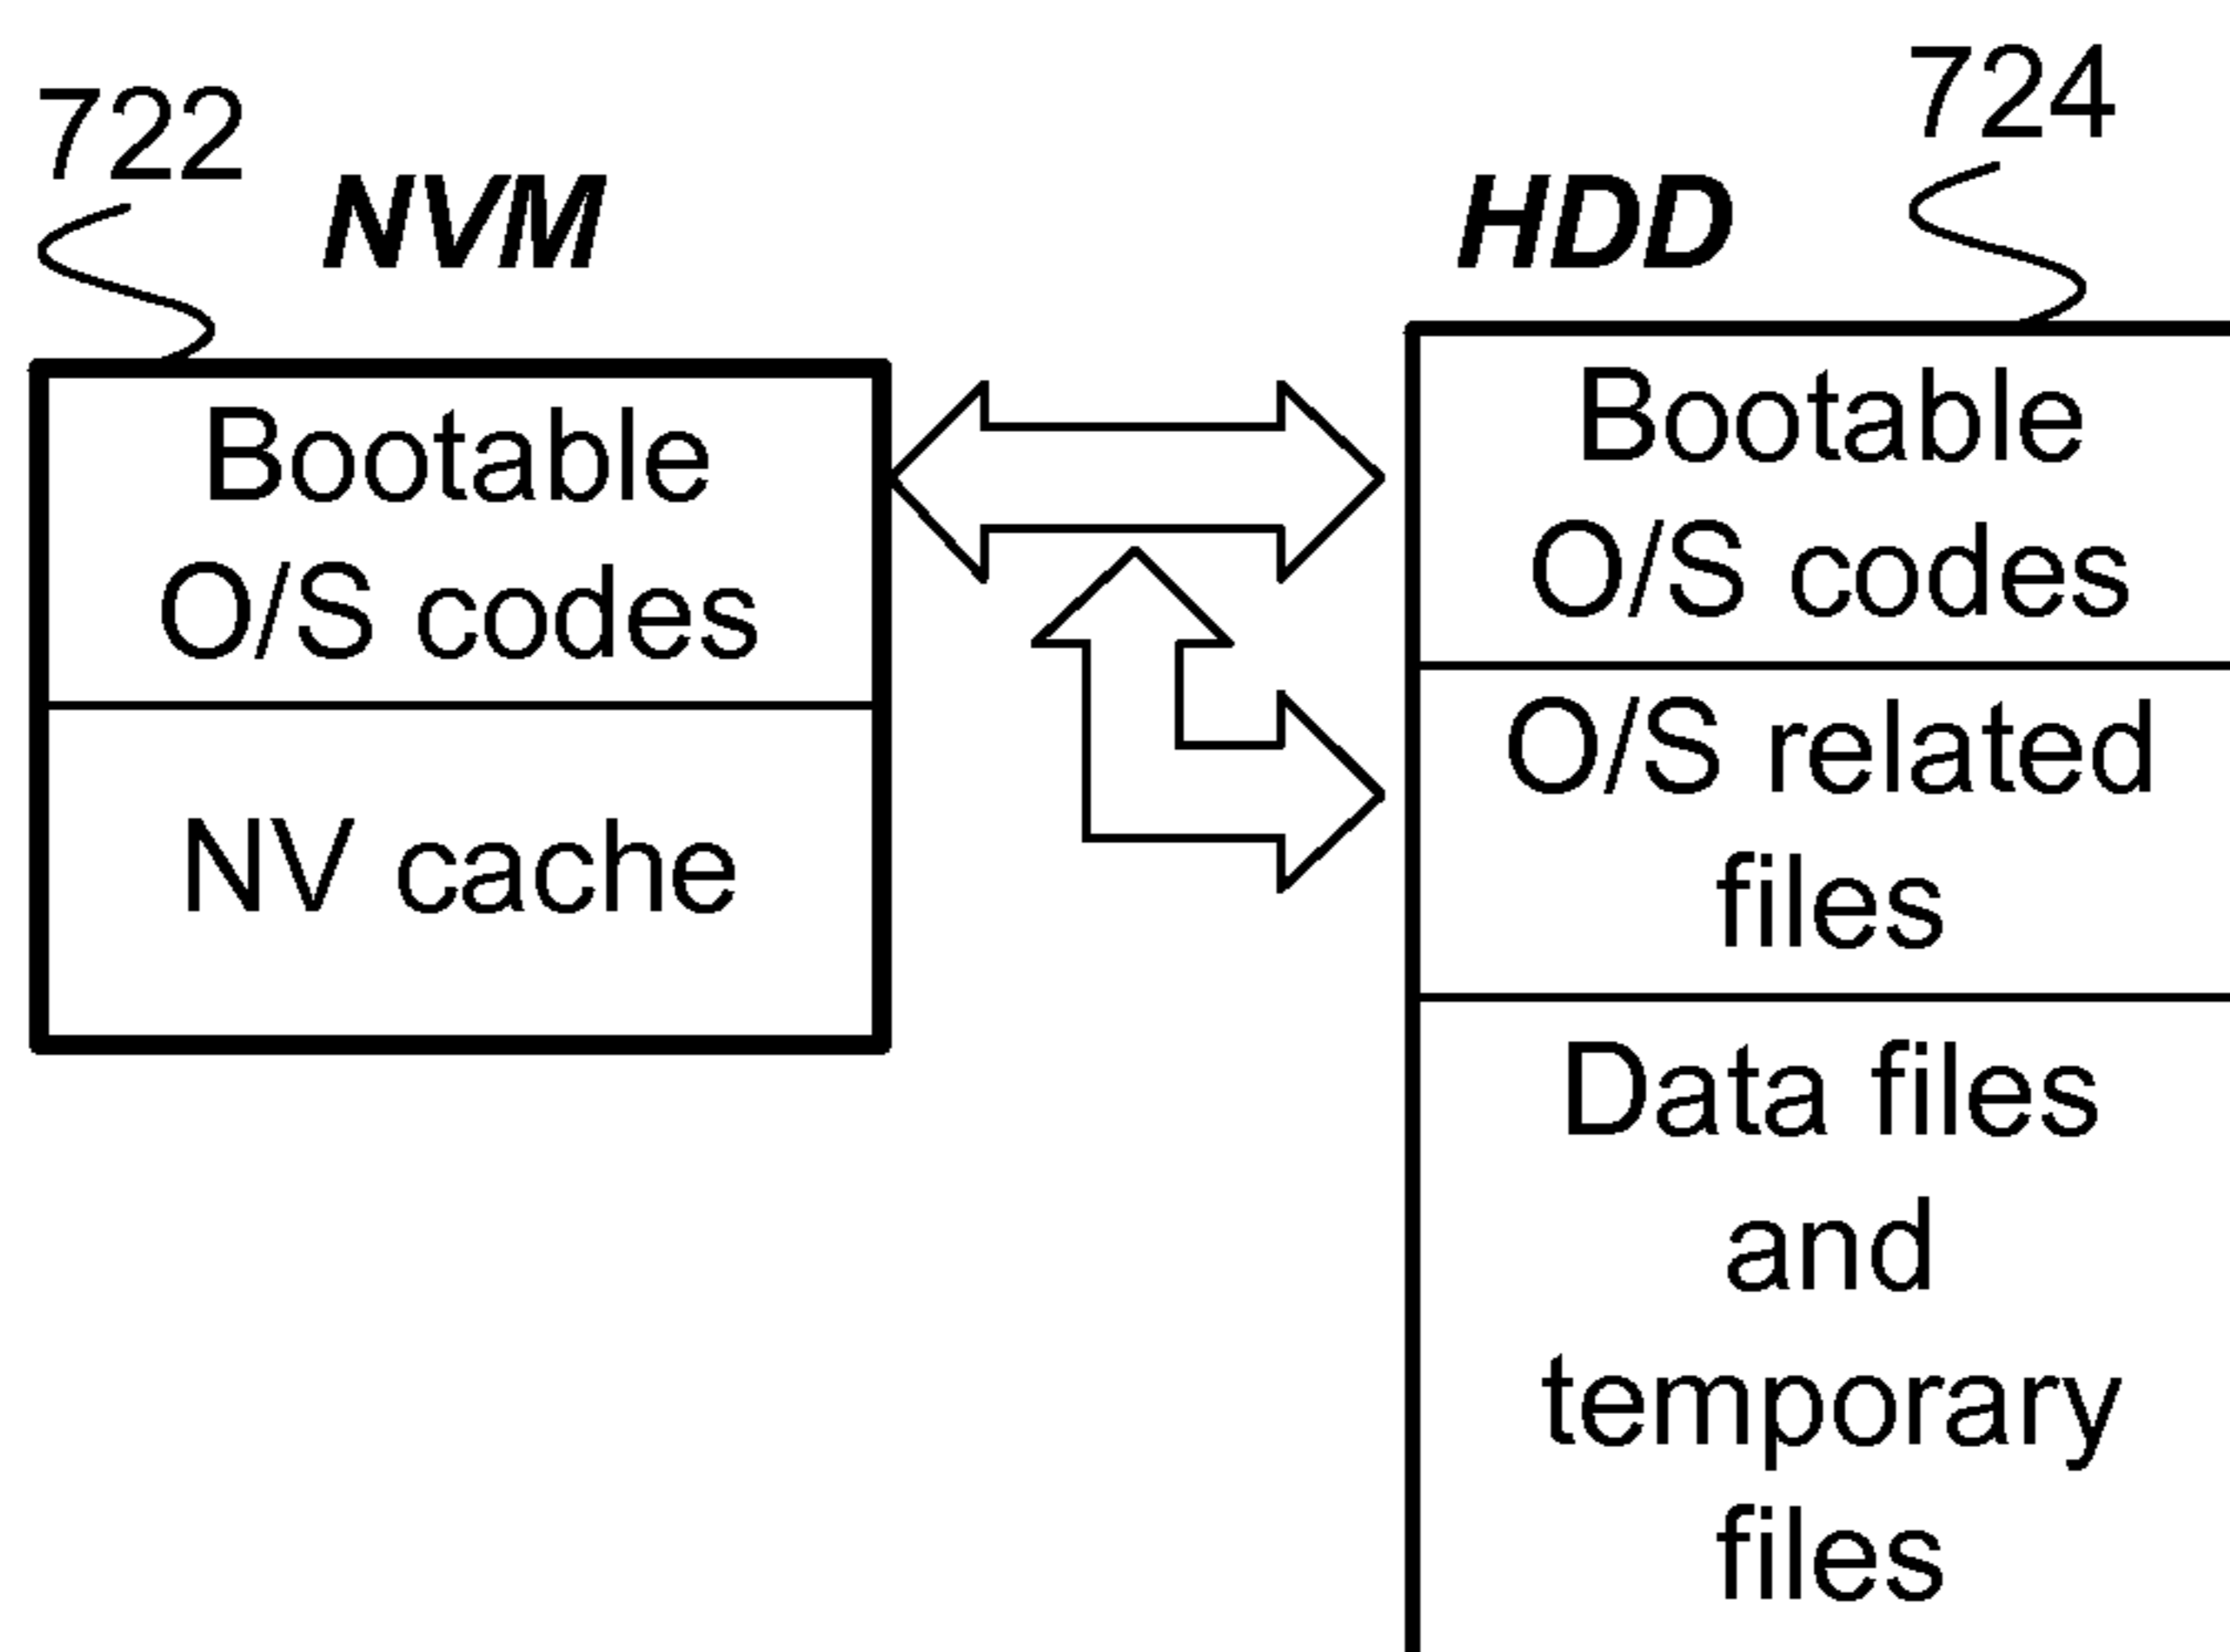 722
NVM
Bootable
O/S codes
NV cache
724
HDD
Bootable
O/S codes
O/S related
files
Data files
and
temporary
files